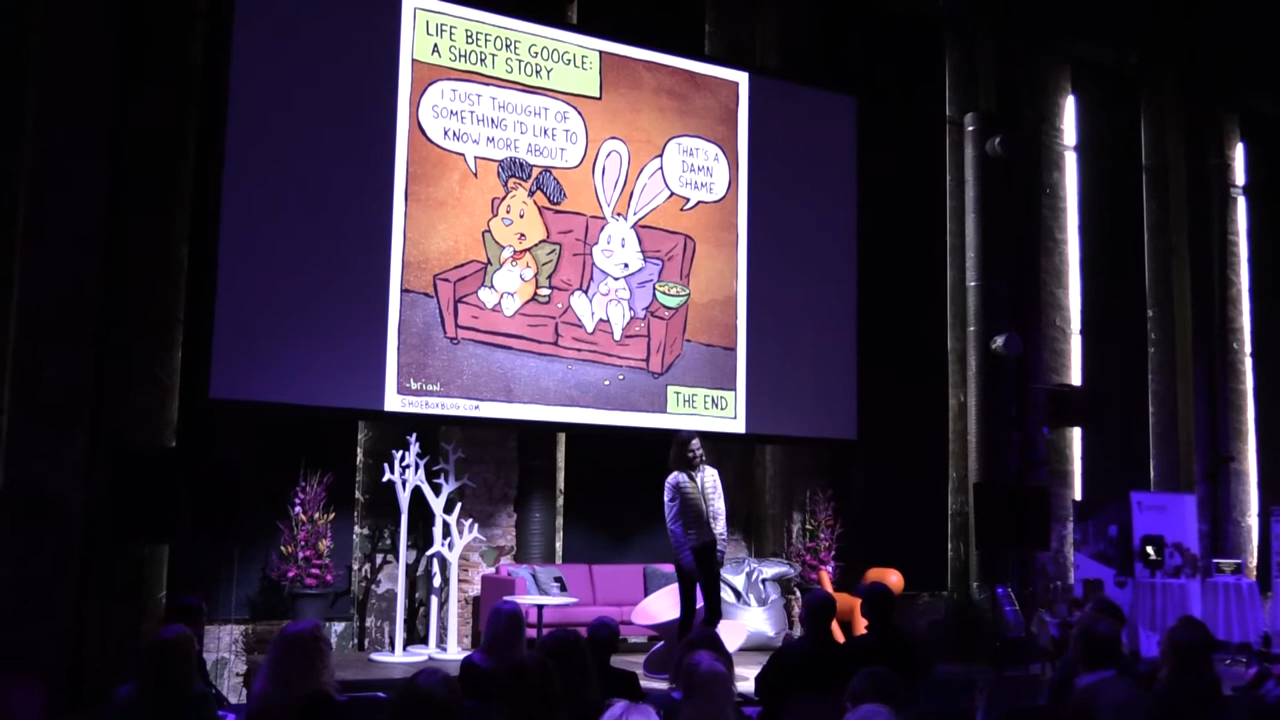 LIFE BEFORE GOOGLE:
A SHORT STORY
I JUST THOUGHT OF
SOMETHING I'D LIKE TO
KNOW MORE ABOUT.
THAT'S A
DAMN
SHAME.
-brian.
SHOEBOXBLOG.COM
THE END